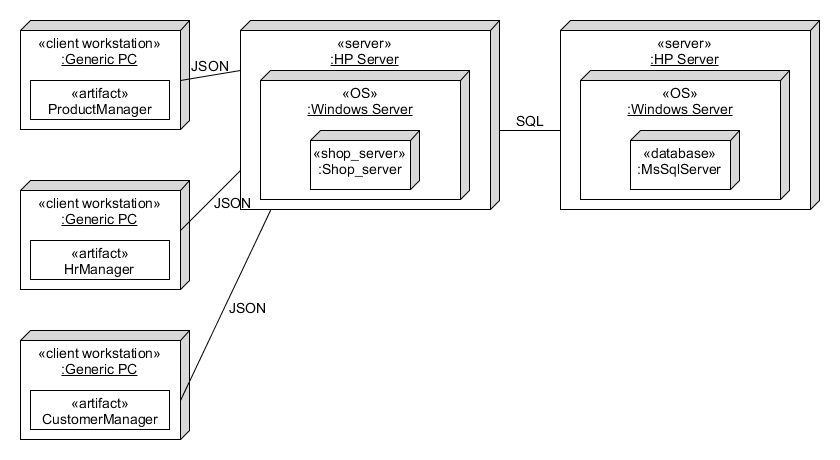 «client workstation»
:Generic PC
«artifact»
ProductManager
JSON
«server»
:HP Server
«OS»
:Windows Server
«shop_server»
:Shop_server
SQL
«server»
:HP Server
«OS»
:Windows Server
«database»
:MsSqlServer
«client workstation»
:Generic PC
«artifact»
HrManager
JSON
«client workstation»
:Generic PC
«artifact»
CustomerManager
JSON